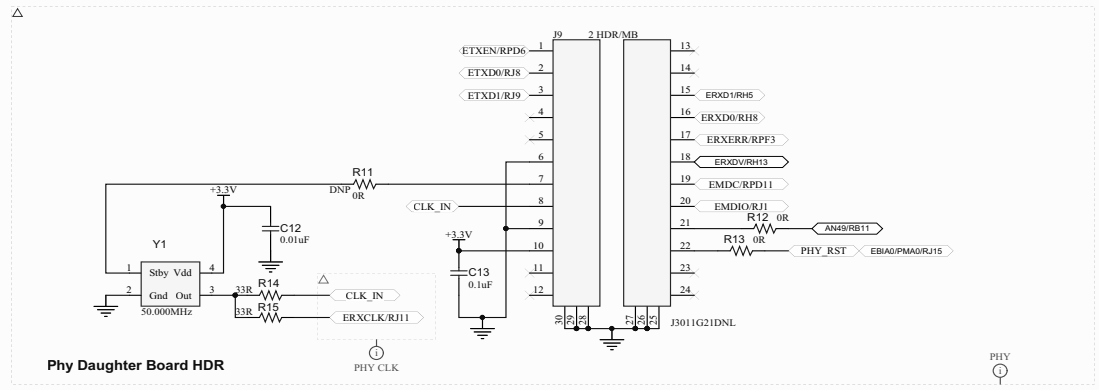 J9 2 HDR/MB
ETXEN/RPD6 1
13
ETXD0/RJ8 2
14
ETXD1/RJ9 3
15 ERXD1/RH5
4
16 ERXD0/RH8
5
17 ERXERR/RPF3
6
18 ERXDV/RH13
R11
DNP 0R
7
19 EMDC/RPD11
+3.3V
CLK_IN 8
20 EMDIO/RJ1
C12
0.01uF
9
21 R12 0R AN49/RB11
+3.3V
10
22 R13 0R PHY_RST EBIA0/PMA0/RJ15
Y1
1 Stby Vdd 4
C13
0.1uF
11
23
2 Gnd Out 3
50.000MHz
33R R14 CLK_IN
12
24
33R R15 ERXCLK/RJ11
30 29 28 27 26 25
J3011G21DNL
i
PHY CLK
Phy Daughter Board HDR
PHY
i